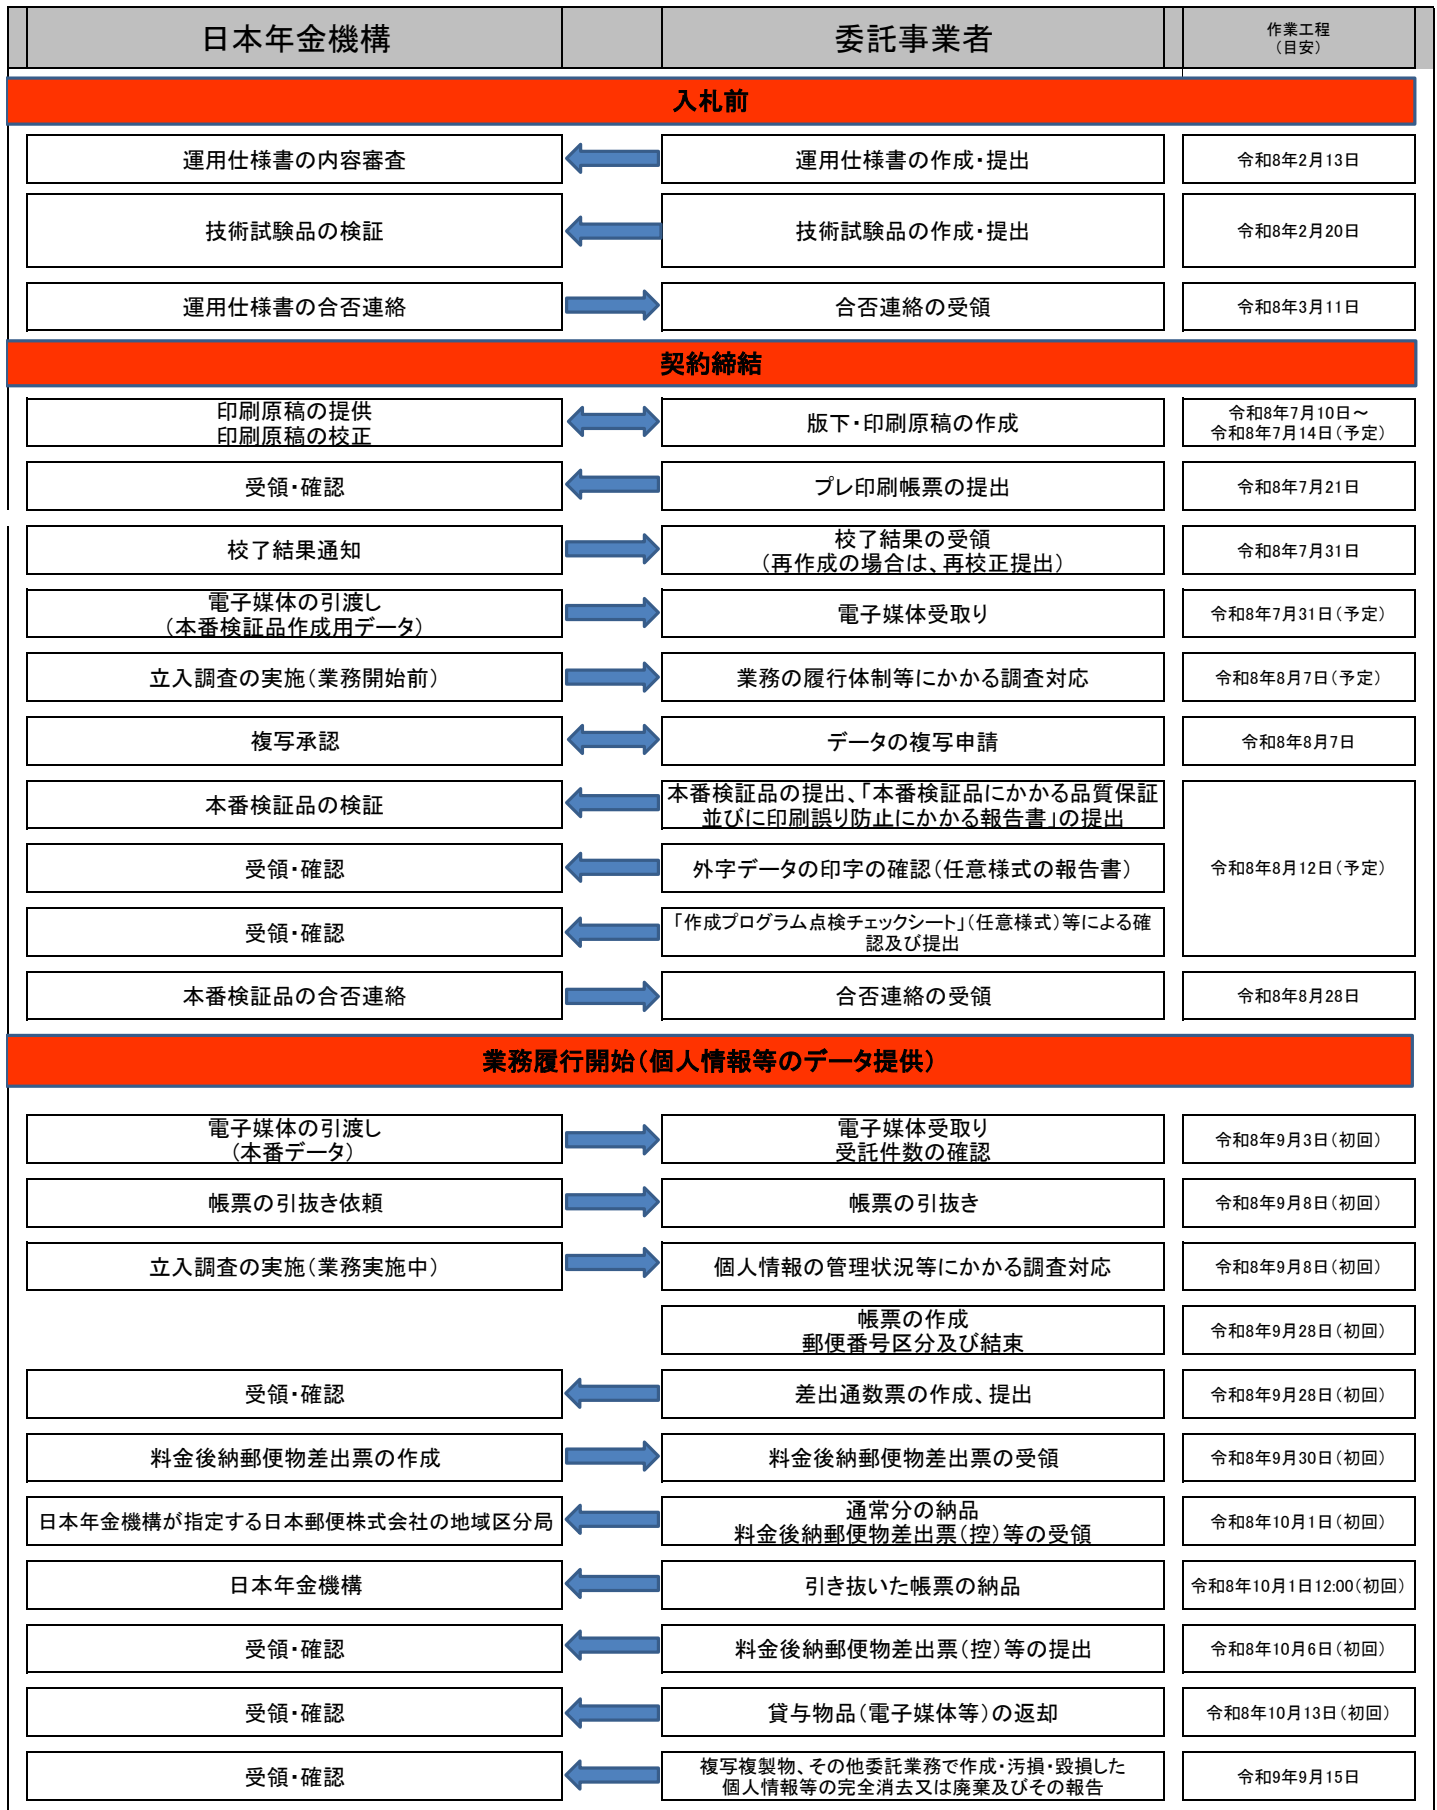 日本年金機構
委託事業者
作業工程
（目安）
入札前
運用仕様書の内容審査
運用仕様書の作成・提出
令和8年2月13日
技術試験品の検証
技術試験品の作成・提出
令和8年2月20日
運用仕様書の合否連絡
合否連絡の受領
令和8年3月11日
契約締結
印刷原稿の提供
印刷原稿の校正
版下・印刷原稿の作成
令和8年7月10日～
令和8年7月14日（予定）
受領・確認
プレ印刷帳票の提出
令和8年7月21日
校了結果通知
校了結果の受領
（再作成の場合は、再校正提出）
令和8年7月31日
電子媒体の引渡し
（本番検証品作成用データ）
電子媒体受取り
令和8年7月31日（予定）
立入調査の実施（業務開始前）
業務の履行体制等にかかる調査対応
令和8年8月7日（予定）
複写承認
データの複写申請
令和8年8月7日
本番検証品の検証
本番検証品の提出、「本番検証品にかかる品質保証
並びに印刷誤り防止にかかる報告書」の提出
受領・確認
外字データの印字の確認（任意様式の報告書）
令和8年8月12日（予定）
受領・確認
「作成プログラム点検チェックシート」（任意様式）等による確
認及び提出
本番検証品の合否連絡
合否連絡の受領
令和8年8月28日
業務履行開始（個人情報等のデータ提供）
電子媒体の引渡し
（本番データ）
電子媒体受取り
受託件数の確認
令和8年9月3日（初回）
帳票の引抜き依頼
帳票の引抜き
令和8年9月8日（初回）
立入調査の実施（業務実施中）
個人情報の管理状況等にかかる調査対応
令和8年9月8日（初回）
帳票の作成
郵便番号区分及び結束
令和8年9月28日（初回）
受領・確認
差出通数票の作成、提出
令和8年9月28日（初回）
料金後納郵便物差出票の作成
料金後納郵便物差出票の受領
令和8年9月30日（初回）
日本年金機構が指定する日本郵便株式会社の地域区分局
通常分の納品
料金後納郵便物差出票（控）等の受領
令和8年10月1日（初回）
日本年金機構
引き抜いた帳票の納品
令和8年10月1日12:00（初回）
受領・確認
料金後納郵便物差出票（控）等の提出
令和8年10月6日（初回）
受領・確認
貸与物品（電子媒体等）の返却
令和8年10月13日（初回）
受領・確認
複写複製物、その他委託業務で作成・汚損・毀損した
個人情報等の完全消去又は廃棄及びその報告
令和9年9月15日